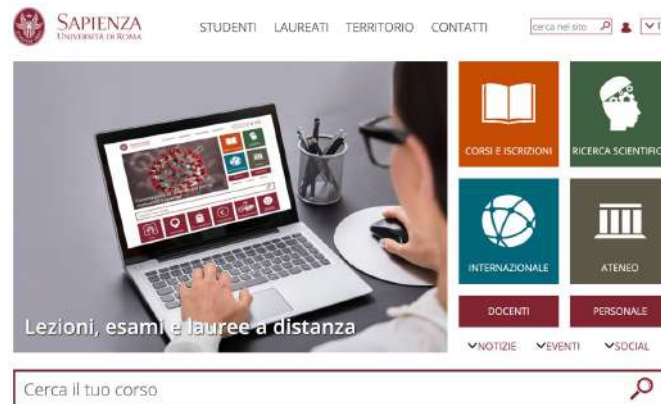 SAPIENZA
UNIVERSITÀ DI ROMA
STUDENTI LAUREATI TERRITORIO CONTATTI
cerca nel sito
CORSI E ISCRIZIONI
RICERCA SCIENTIFIC
INTERNAZIONALE
ATENEO
Lezioni, esami e lauree a distanza
DOCENTI
PERSONALE
NOTIZIE EVENTI SOCIAL
Cerca il tuo corso